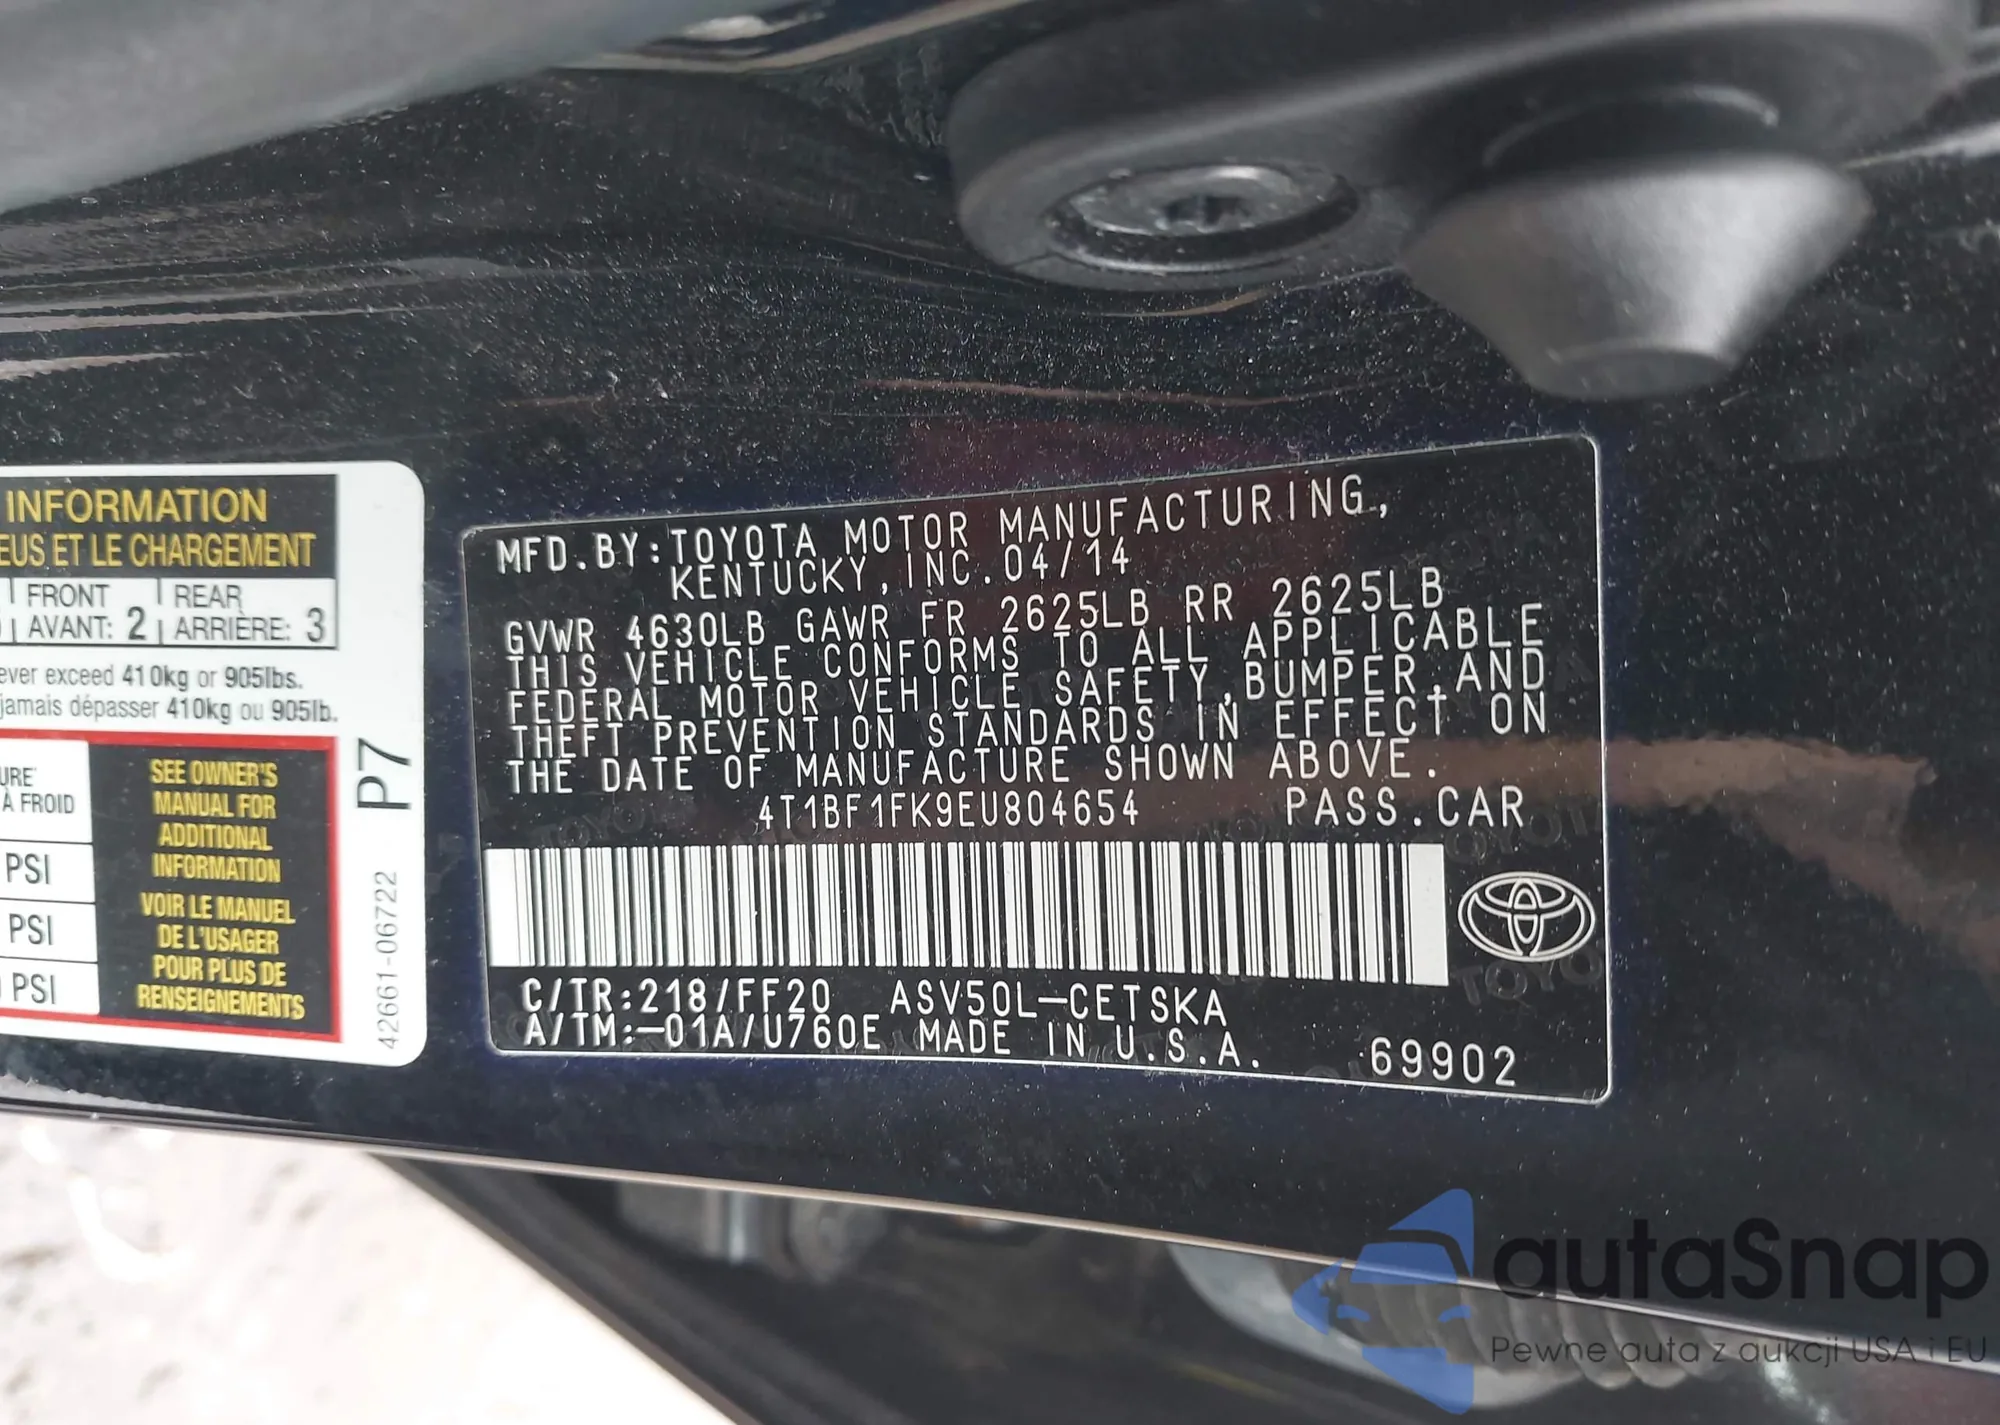 INFORMATION
EUS ET LE CHARGEMENT
FRONT REAR
AVANT: 2 ARRIÈRE: 3
ever exceed 410kg or 905lbs.
jamais dépasser 410kg ou 905lb.
URE
À FROID
PSI
PSI
PSI
SEE OWNER'S
MANUAL FOR
ADDITIONAL
INFORMATION
VOIR LE MANUEL
DE L'USAGER
POUR PLUS DE
RENSEIGNEMENTS
P7
42661-06722
MFD.BY:TOYOTA MOTOR MANUFACTURING,
KENTUCKY,INC.04/14
GVWR 4630LB GAWR FR 2625LB RR 2625LB
THIS VEHICLE CONFORMS TO ALL APPLICABLE
FEDERAL MOTOR VEHICLE SAFETY,BUMPER,AND
THEFT PREVENTION STANDARDS IN EFFECT ON
THE DATE OF MANUFACTURE SHOWN ABOVE.
4T1BF1FK9EU804654 PASS.CAR
C/TR:218/FF20 ASV50L-CETSKA
A/TM:-01A/U760E MADE IN U.S.A.
69902
autaSnap
Pewne auta z aukcji USA i EU